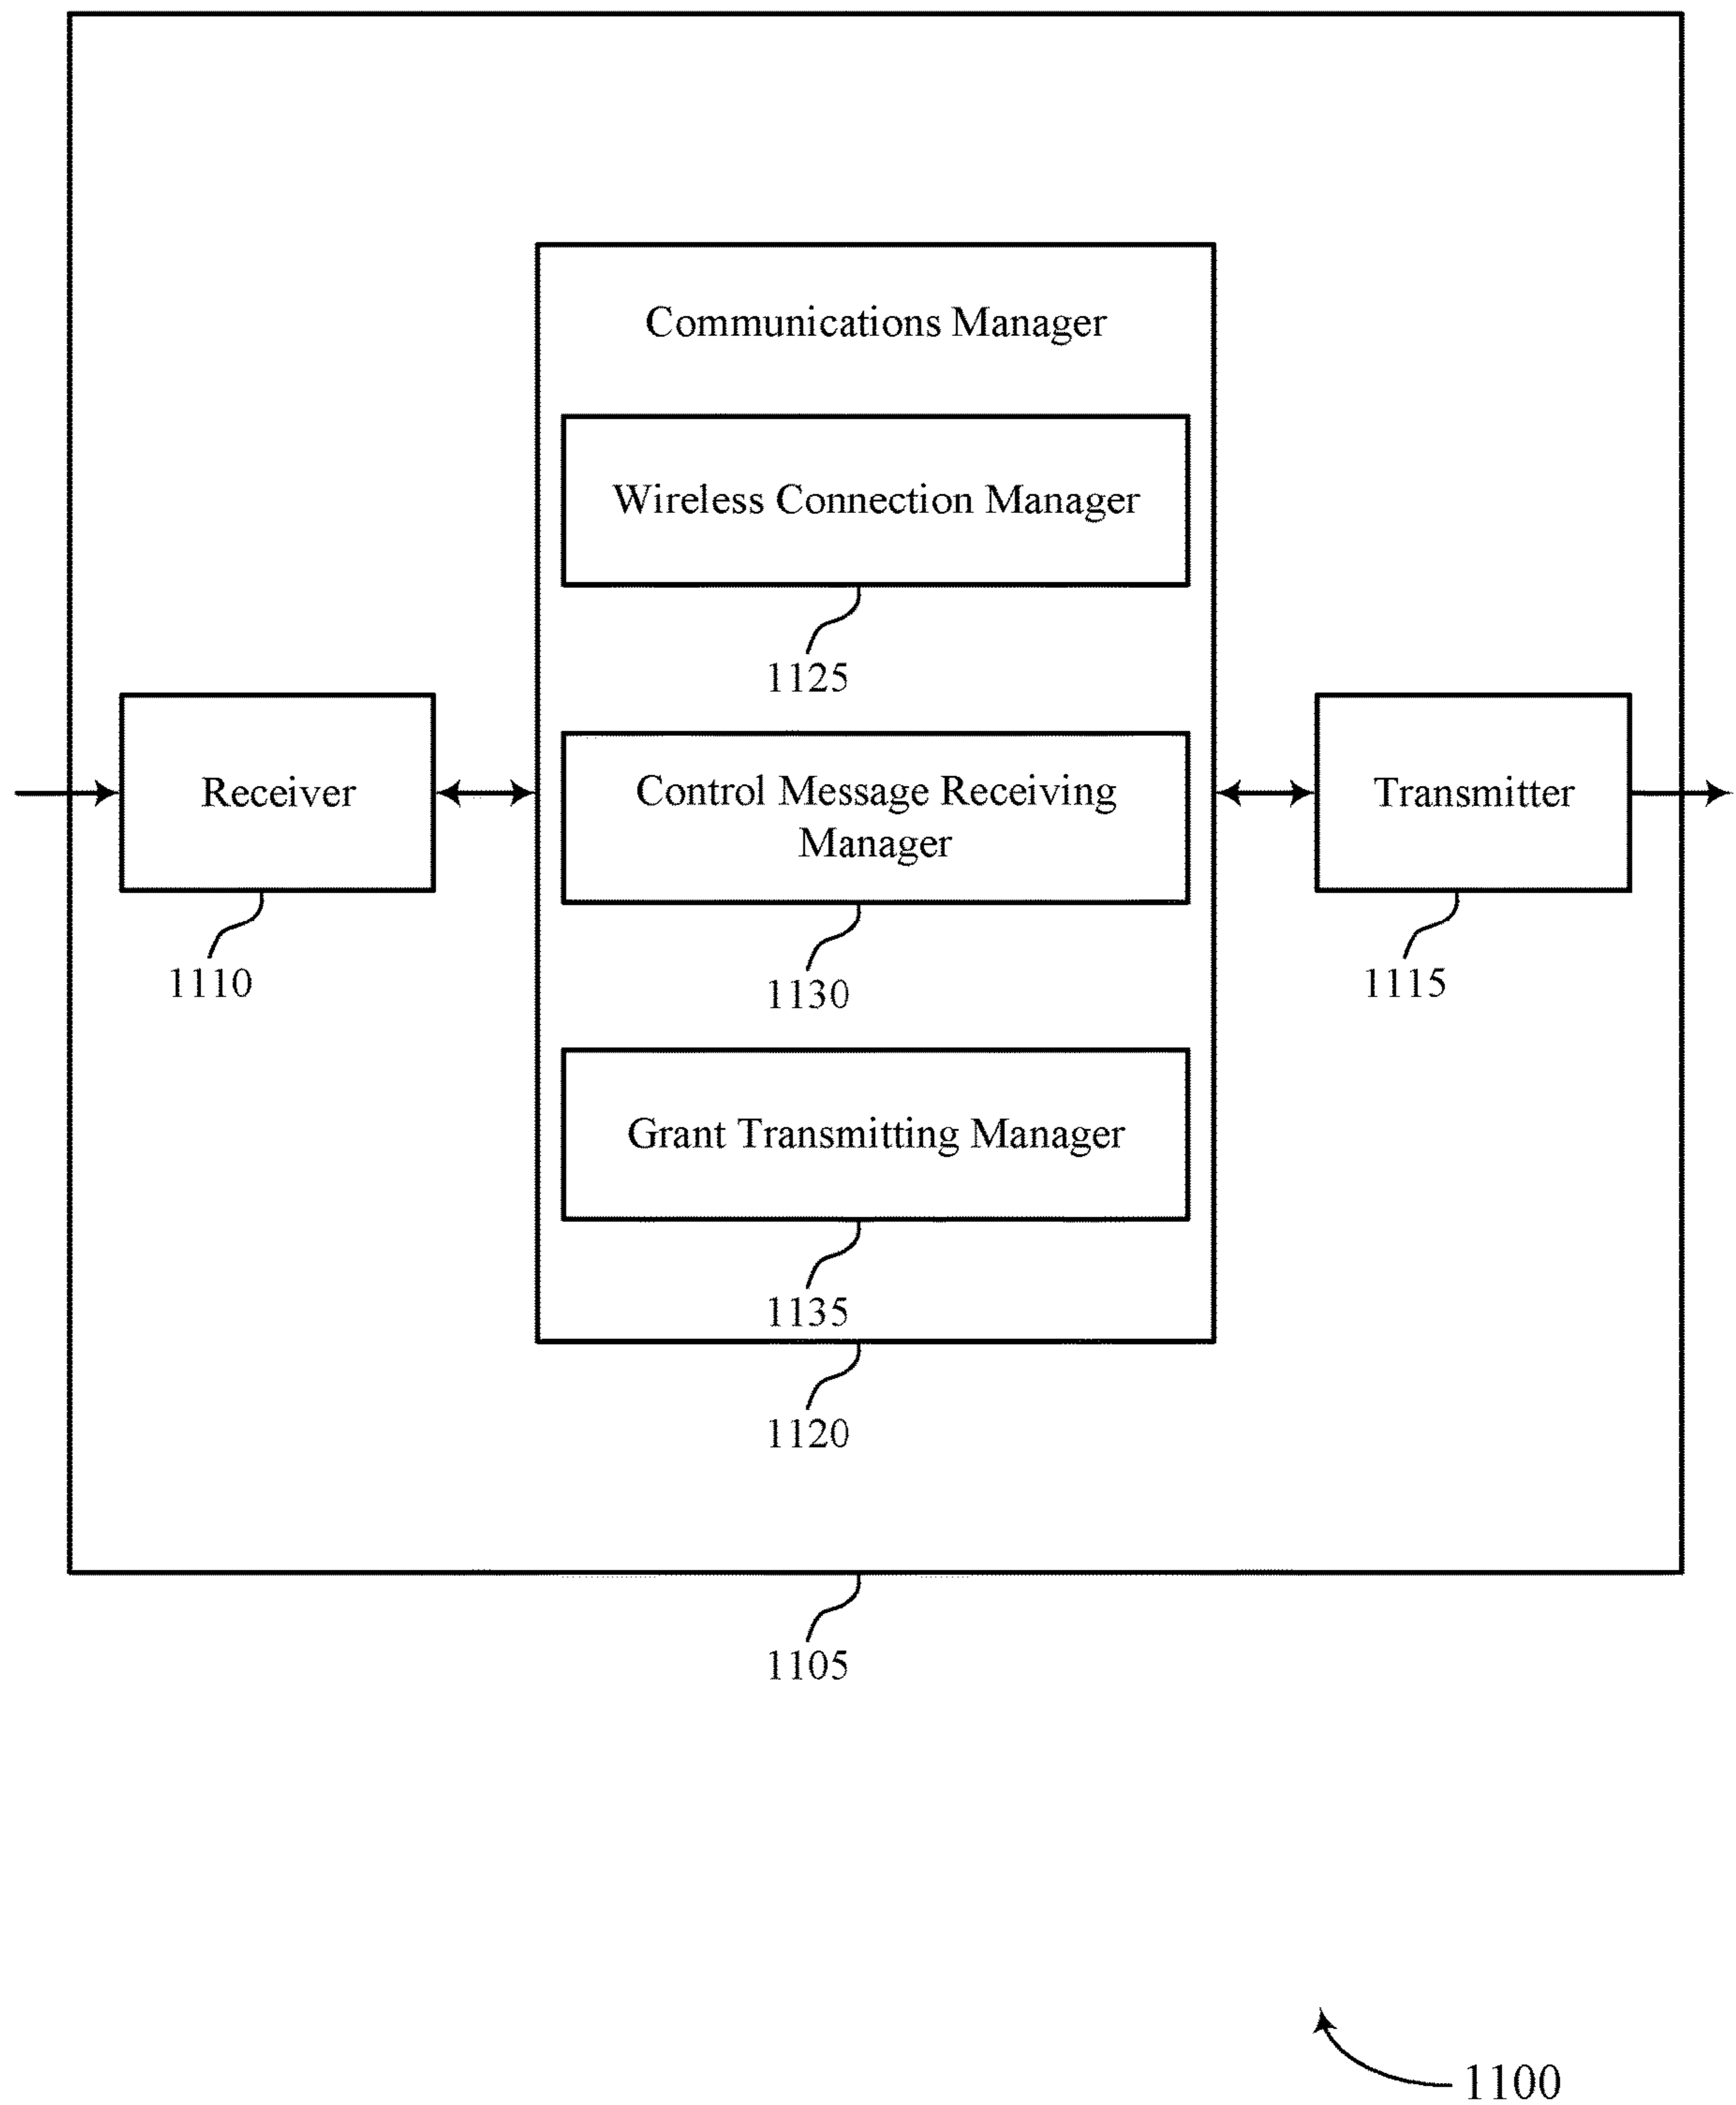 Communications Manager
Wireless Connection Manager
1125
Receiver
1110
Control Message Receiving
Manager
1130
Transmitter
1115
Grant Transmitting Manager
1135
1120
1105
1100